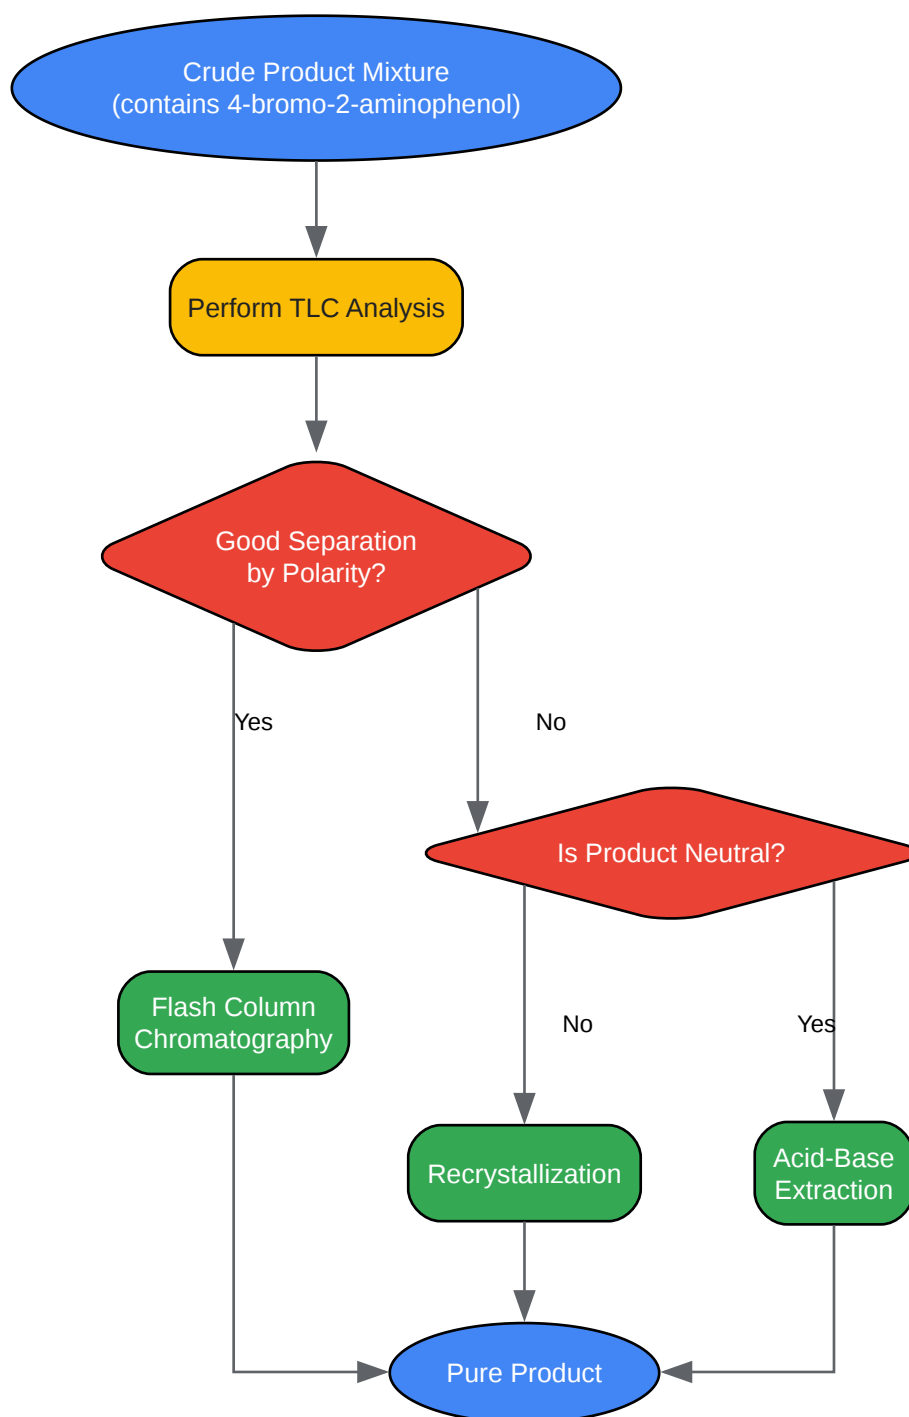 Crude Product Mixture
(contains 4-bromo-2-aminophenol)
Perform TLC Analysis
Good Separation
by Polarity?
Yes
No
Is Product Neutral?
No
Yes
Flash Column
Chromatography
Recrystallization
Acid-Base
Extraction
Pure Product